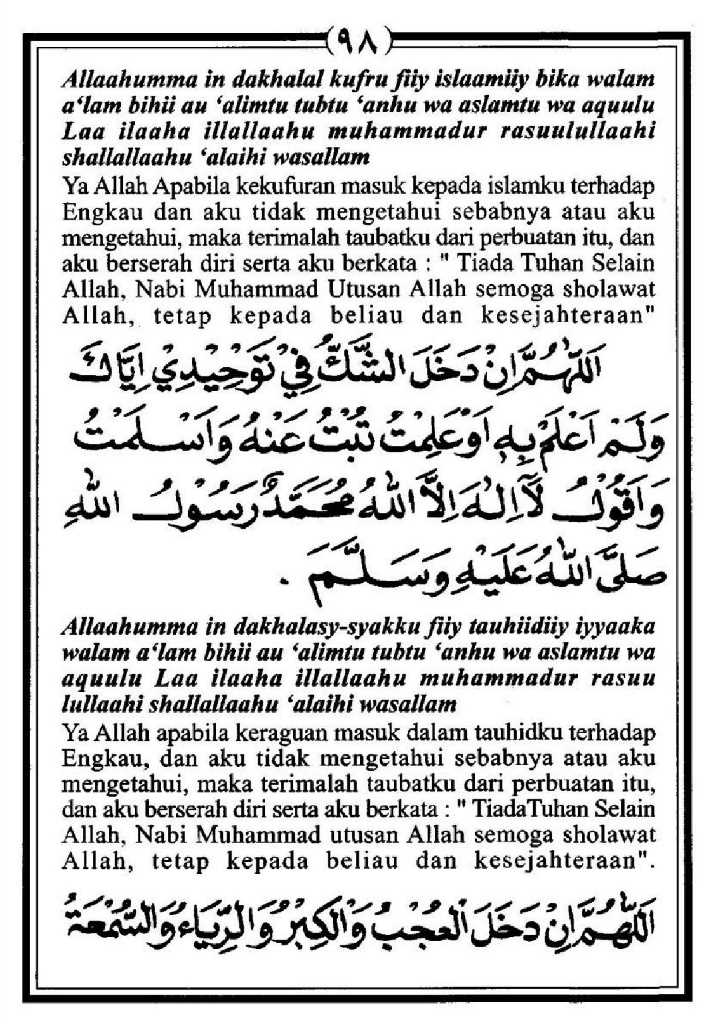 (٩٨)
Allaahumma in dakhalal kufru fiiy islaamiiy bika walam
a‘lam bihii au ‘alimtu tubtu ‘anhu wa aslamtu wa aquulu
Laa ilaaha illallaahu muhammadur rasuulullaahi
shallallaahu ‘alaihi wasallam
Ya Allah Apabila kekufuran masuk kepada islamku terhadap
Engkau dan aku tidak mengetahui sebabnya atau aku
mengetahui, maka terimalah taubatku dari perbuatan itu, dan
aku berserah diri serta aku berkata : " Tiada Tuhan Selain
Allah, Nabi Muhammad Utusan Allah semoga sholawat
Allah, tetap kepada beliau dan kesejahteraan"
اَللّٰهُمَّ اِنْ دَخَلَ الشَّكُّ فِيْ تَوْحِيْدِيْ اِيَّاكَ
وَلَمْ اَعْلَمْ بِهٖ اَوْ عَلِمْتُ تُبْتُ عَنْهُ وَاَسْلَمْتُ
وَاَقُوْلُ لَآ اِلٰهَ اِلَّا اللهُ مُحَمَّدٌ رَسُوْلُ اللهِ
صَلَّى اللهُ عَلَيْهِ وَسَلَّمَ .
Allaahumma in dakhalasy-syakku fiiy tauhiidiiy iyyaaka
walam a‘lam bihii au ‘alimtu tubtu ‘anhu wa aslamtu wa
aquulu Laa ilaaha illallaahu muhammadur rasuu
lullaahi shallallaahu ‘alaihi wasallam
Ya Allah apabila keraguan masuk dalam tauhidku terhadap
Engkau, dan aku tidak mengetahui sebabnya atau aku
mengetahui, maka terimalah taubatku dari perbuatan itu,
dan aku berserah diri serta aku berkata : " TiadaTuhan Selain
Allah, Nabi Muhammad utusan Allah semoga sholawat
Allah, tetap kepada beliau dan kesejahteraan".
اَللّٰهُمَّ اِنْ دَخَلَ الْعُجْبُ وَالْكِبْرُ وَالرِّيَاءُ وَالسُّمْعَةُ